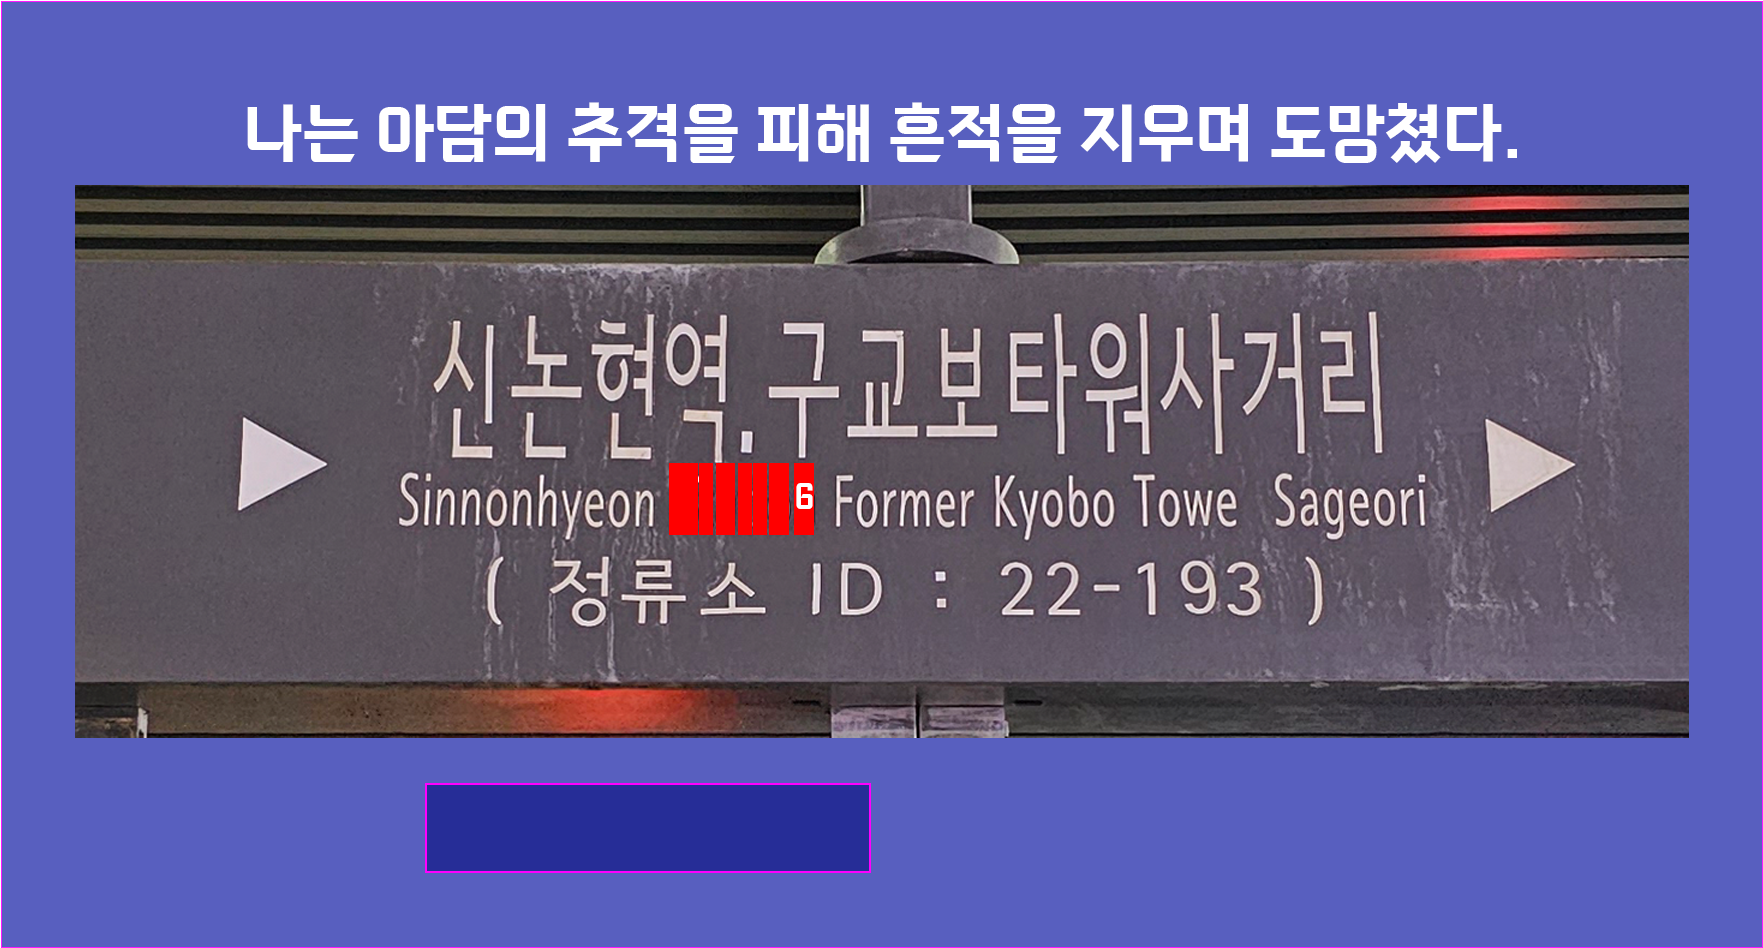 나는 아담의 추격을 피해 흔적을 지우며 도망쳤다.
신논현역.구교보타워사거리
Sinnonhyeon 6 Former Kyobo Towe Sageori
( 정류소 ID : 22-193 )